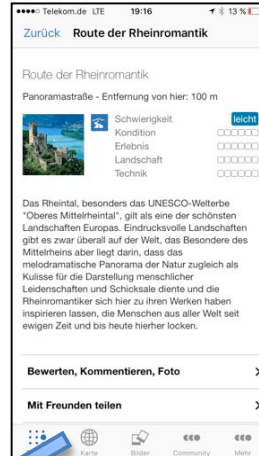 Telekom.de LTE 19:16 13 %
Zurück Route der Rheinromantik
Route der Rheinromantik
Panoramastraße - Entfernung von hier: 100 m
Schwierigkeit leicht
Kondition
Erlebnis
Landschaft
Technik
Das Rheintal, besonders das UNESCO-Welterbe
"Oberes Mittelrheintal", gilt als eine der schönsten
Landschaften Europas. Eindrucksvolle Landschaften
gibt es zwar überall auf der Welt, das Besondere des
Mittelrheins aber liegt darin, dass das
melodramatische Panorama der Natur zugleich als
Kulisse für die Darstellung menschlicher
Leidenschaften und Schicksale diente und die
Rheinromantiker sich hier zu ihren Werken haben
inspirieren lassen, die Menschen aus aller Welt seit
ewigen Zeit und bis heute hierher locken.
Bewerten, Kommentieren, Foto
Mit Freunden teilen
Karte Bilder Community Mehr